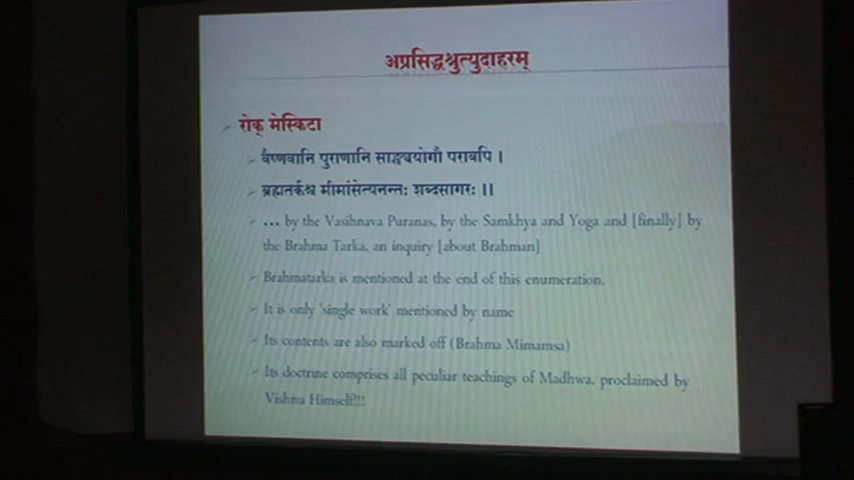 अप्रसिद्धश्रुत्युदाहरम्
रोक् मेस्किटा
वैष्णवानि पुराणानि साङ्ख्ययोगौ परावपि ।
ब्रह्मतर्कश्च मीमांसेत्यनन्तः शब्दसागरः ।।
... by the Vasihnava Puranas, by the Samkhya and Yoga and [finally] by
the Brahma Tarka, an inquiry [about Brahman]
Brahmatarka is mentioned at the end of this enumeration.
It is only 'single work' mentioned by name
Its contents are also marked off (Brahma Mimamsa)
Its doctrine comprises all peculiar teachings of Madhwa, proclaimed by
Vishnu Himself!!!